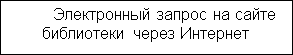 Электронный запрос на сайте
библиотеки через Интернет